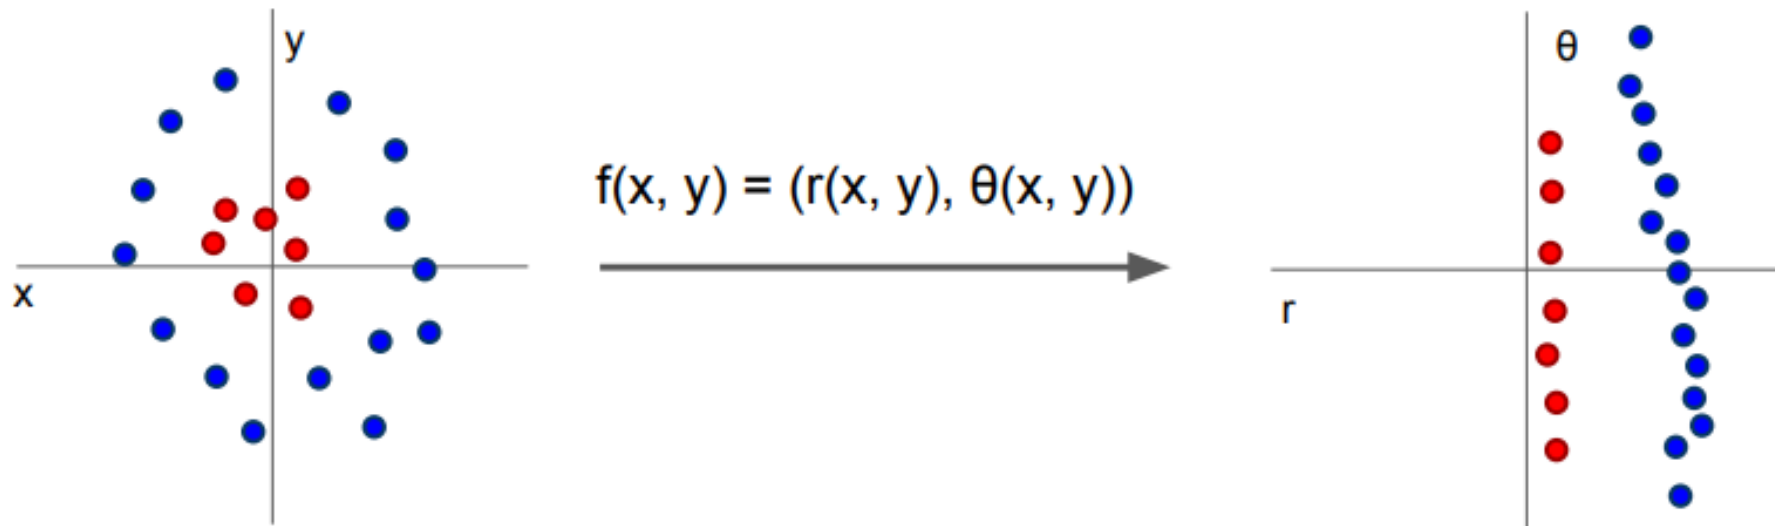 y
x
f(x, y) = (r(x, y), θ(x, y))
θ
r